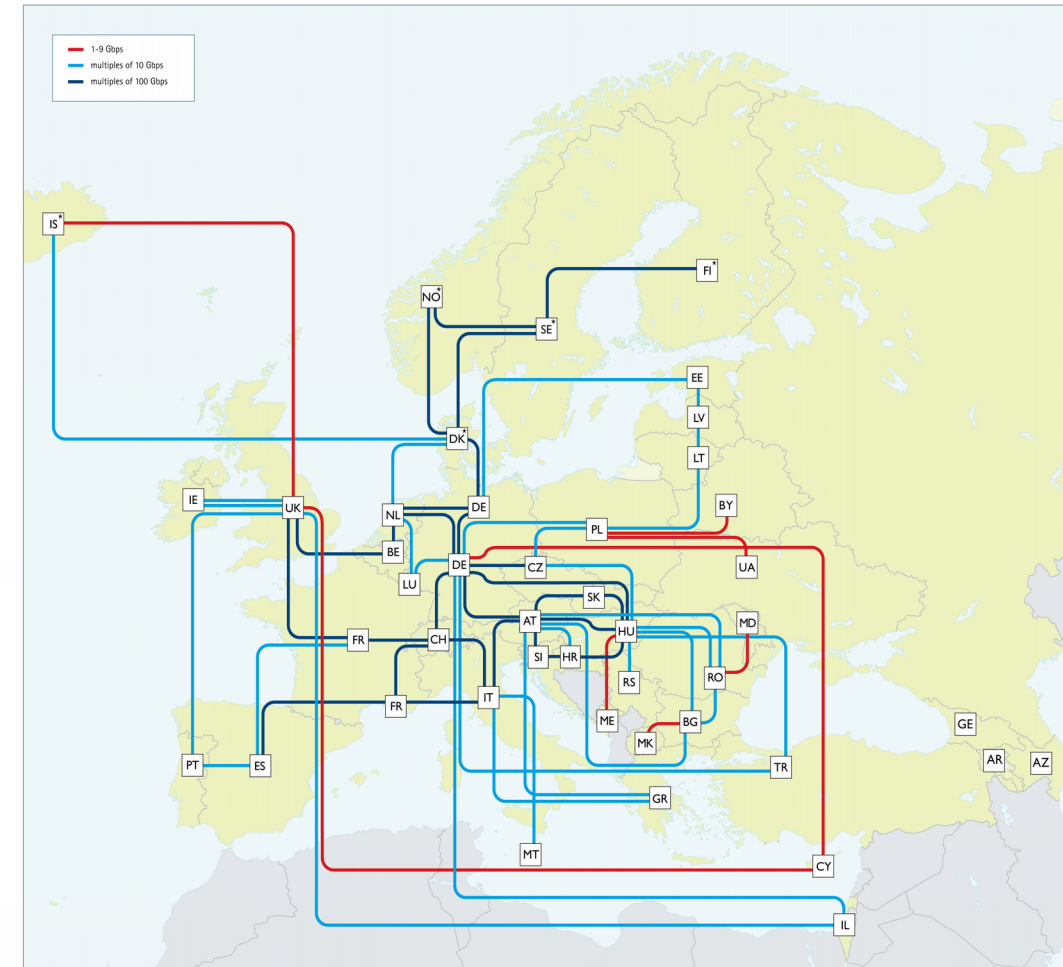 1-9 Gbps
multiples of 10 Gbps
multiples of 100 Gbps
IS*
FI*
NO*
SE*
EE
LV
DK*
LT
IE
UK
NL
DE
BY
PL
BE
DE
CZ
UA
LU
SK
AT
HU
MD
FR
CH
SI
HR
RS
RO
IT
FR
ME
BG
GE
MK
PT
ES
TR
AR
AZ
GR
MT
CY
IL